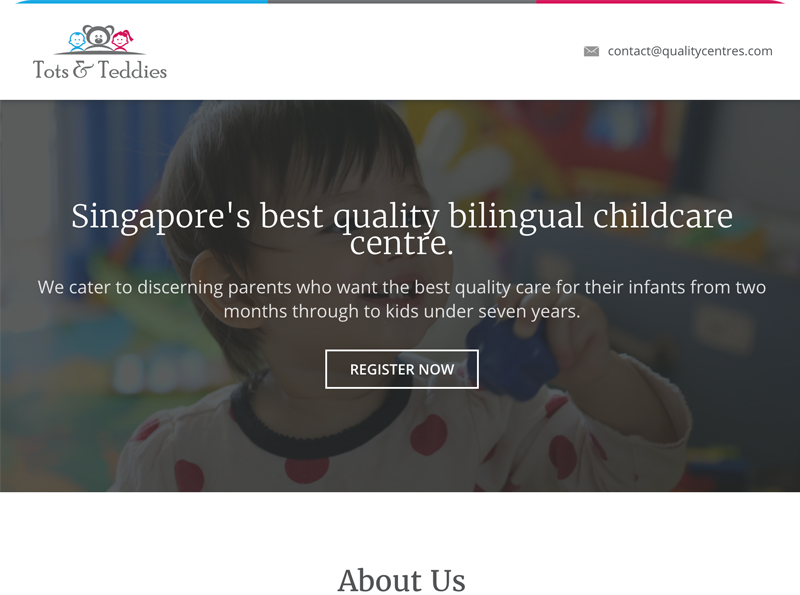 Tots & Teddies
contact@qualitycentres.com
Singapore's best quality bilingual childcare
centre.
We cater to discerning parents who want the best quality care for their infants from two
months through to kids under seven years.
REGISTER NOW
About Us